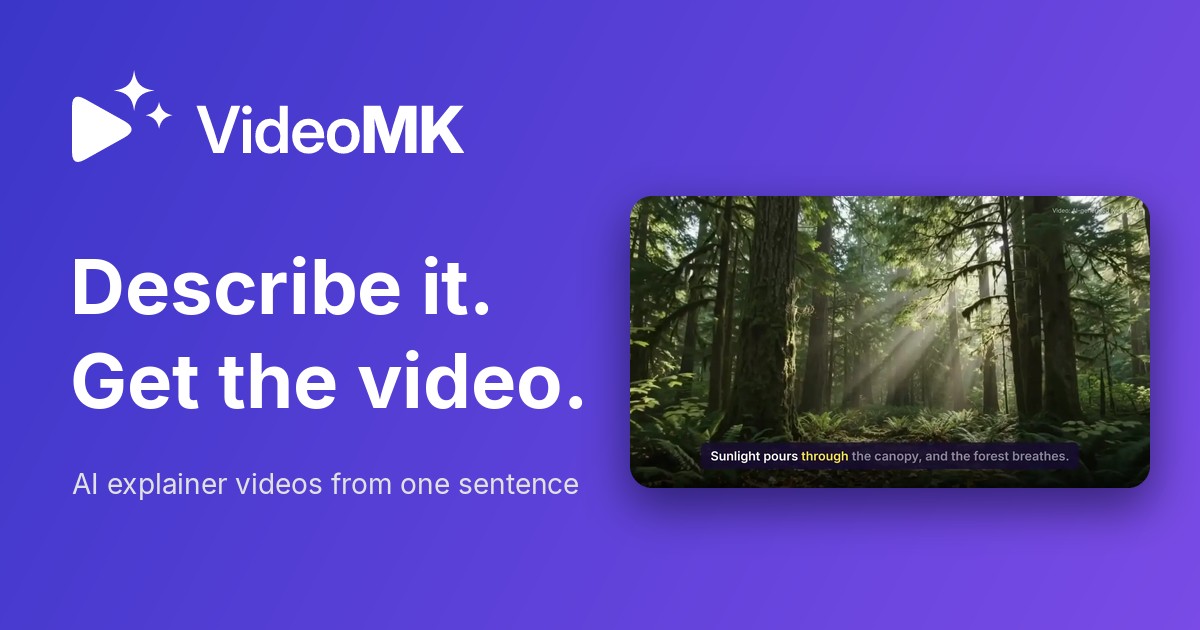 VideoMK
Describe it.
Get the video.
AI explainer videos from one sentence
Sunlight pours through the canopy, and the forest breathes.